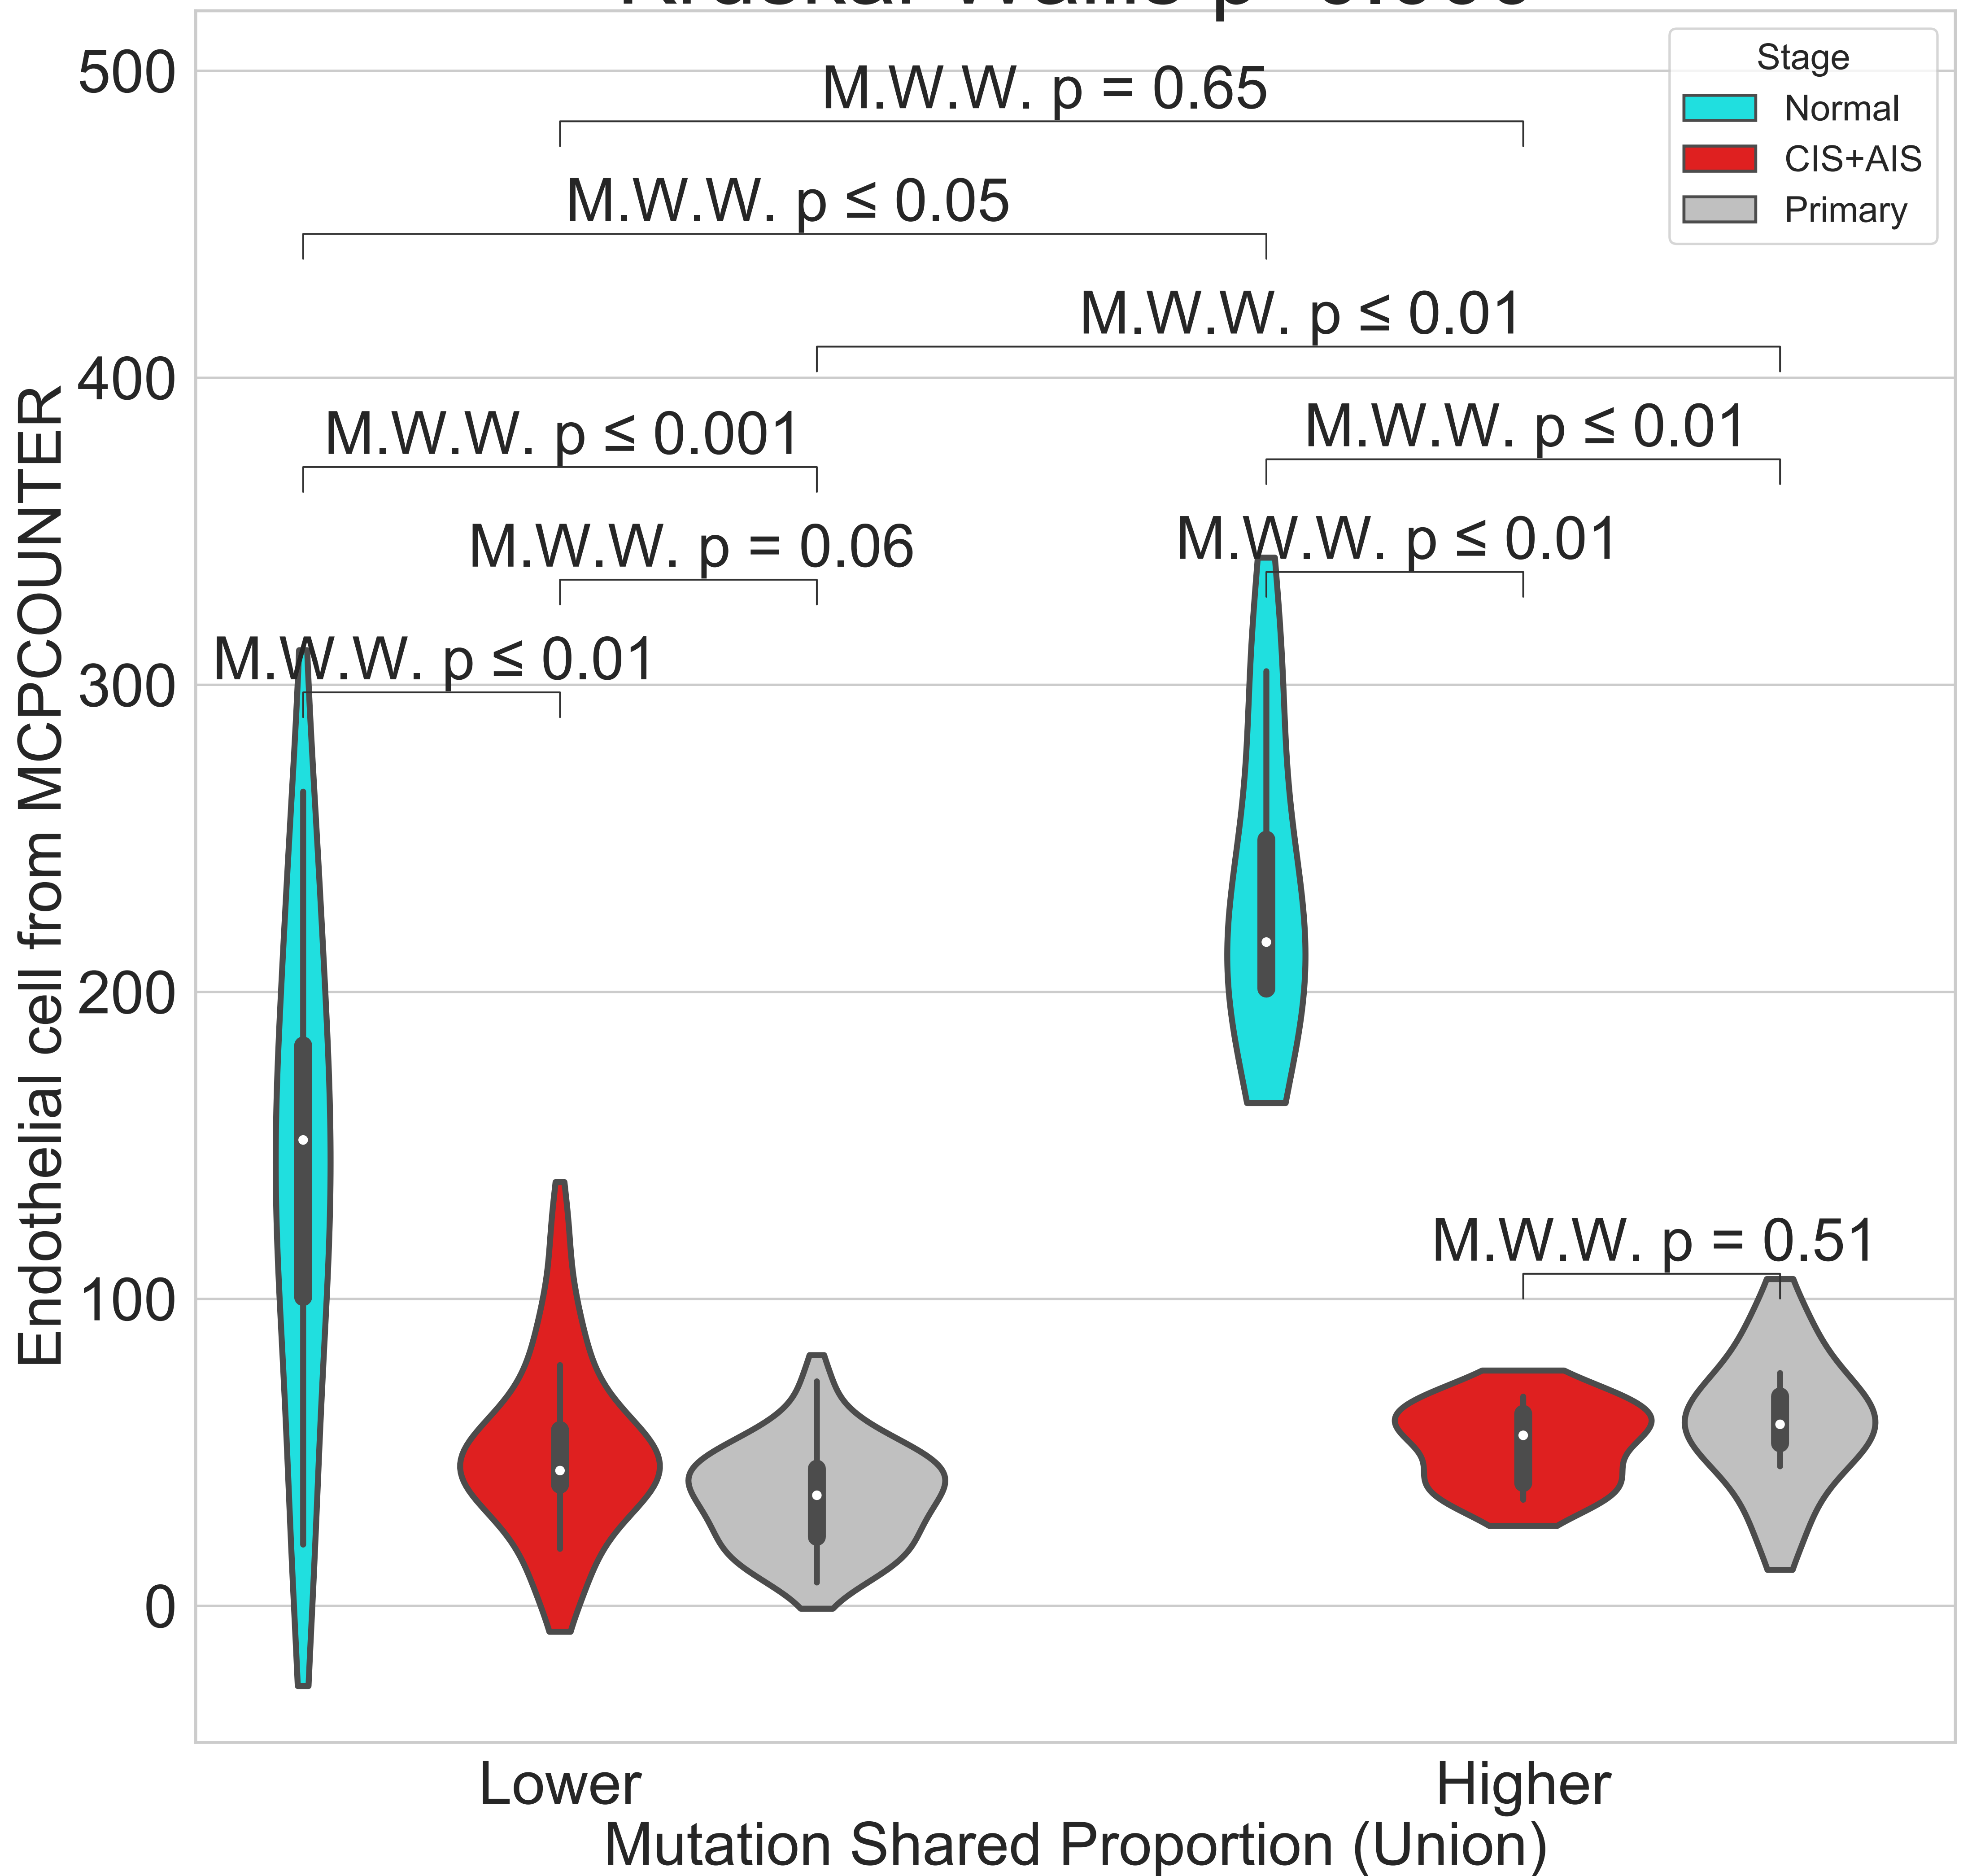 Stage
Normal
CIS+AIS
Primary
500
400
300
200
100
0
Endothelial cell from MCPCOUNTER
M.W.W. p = 0.65
M.W.W. p ≤ 0.05
M.W.W. p ≤ 0.01
M.W.W. p ≤ 0.001
M.W.W. p ≤ 0.01
M.W.W. p = 0.06
M.W.W. p ≤ 0.01
M.W.W. p ≤ 0.01
M.W.W. p = 0.51
Lower
Higher
Mutation Shared Proportion (Union)